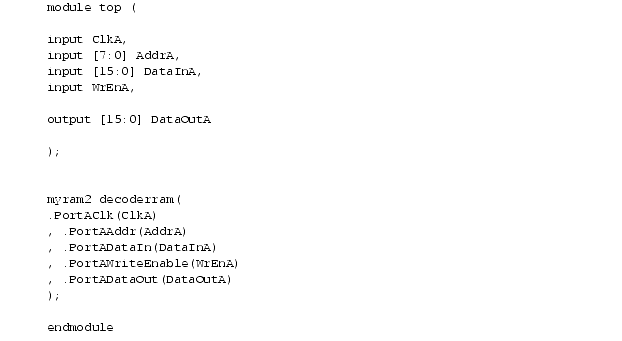 module top (
input ClkA,
input [7:0] AddrA,
input [15:0] DataInA,
input WrEnA,
output [15:0] DataOutA
);
myram2 decoderram(
.PortAClk(ClkA)
, .PortAAddr(AddrA)
, .PortADataIn(DataInA)
, .PortAWriteEnable(WrEnA)
, .PortADataOut(DataOutA)
);
endmodule